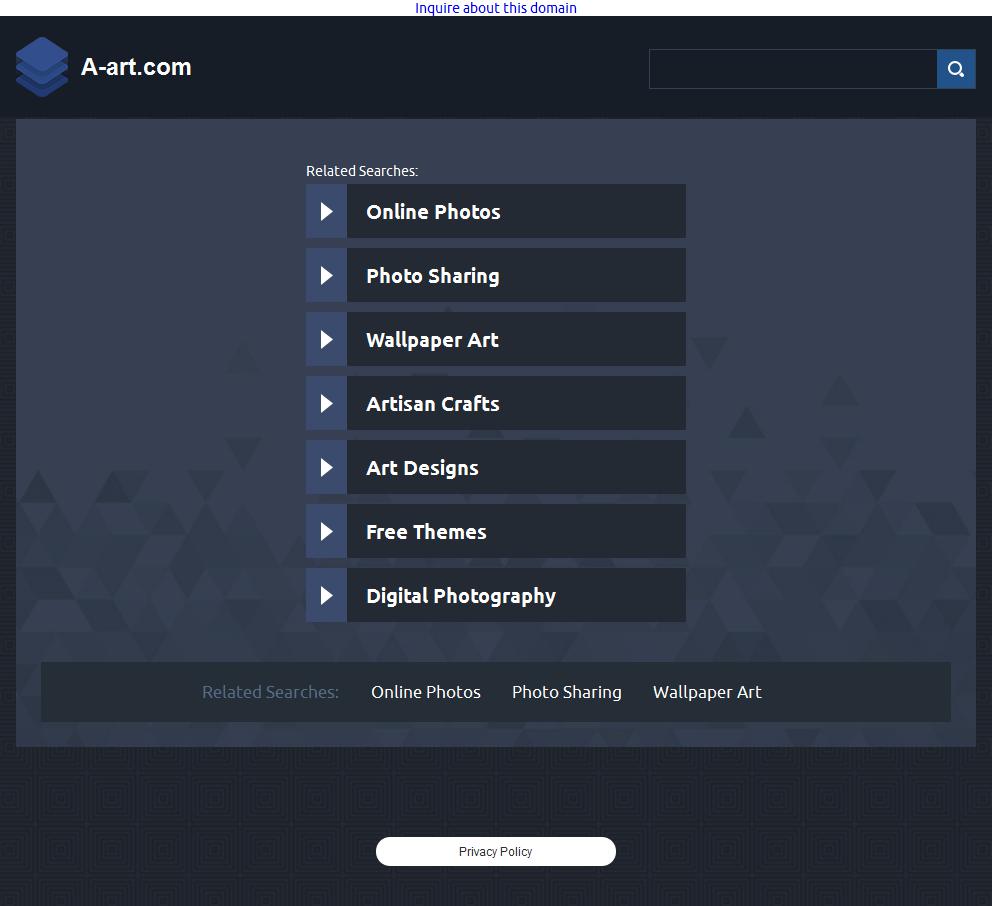 Inquire about this domain
A-art.com
Related Searches:
Online Photos
Photo Sharing
Wallpaper Art
Artisan Crafts
Art Designs
Free Themes
Digital Photography
Related Searches: Online Photos Photo Sharing Wallpaper Art
Privacy Policy